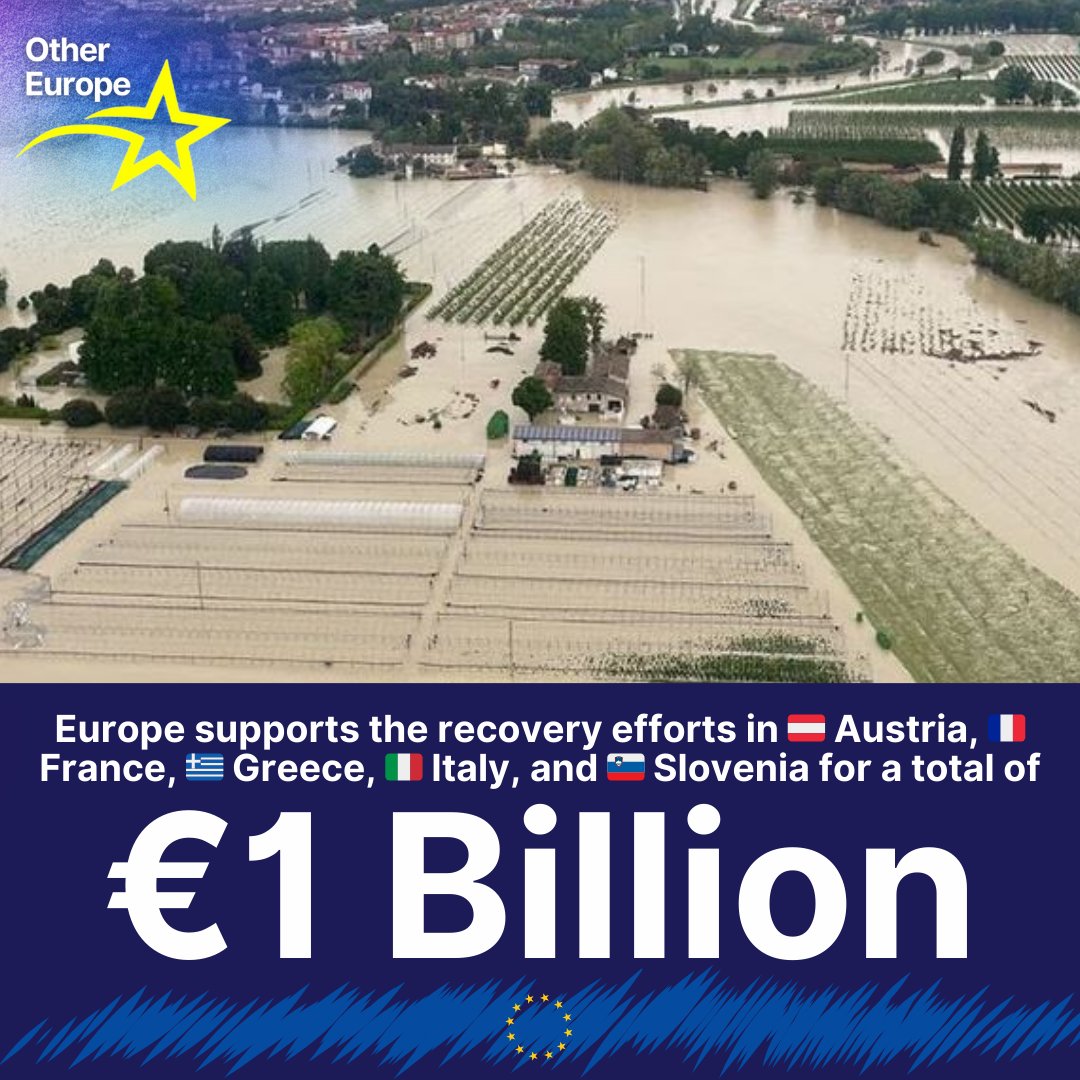 Other
Europe
Europe supports the recovery efforts in 🇦🇹 Austria, 🇫🇷
France, 🇬🇷 Greece, 🇮🇹 Italy, and 🇸🇮 Slovenia for a total of
€1 Billion